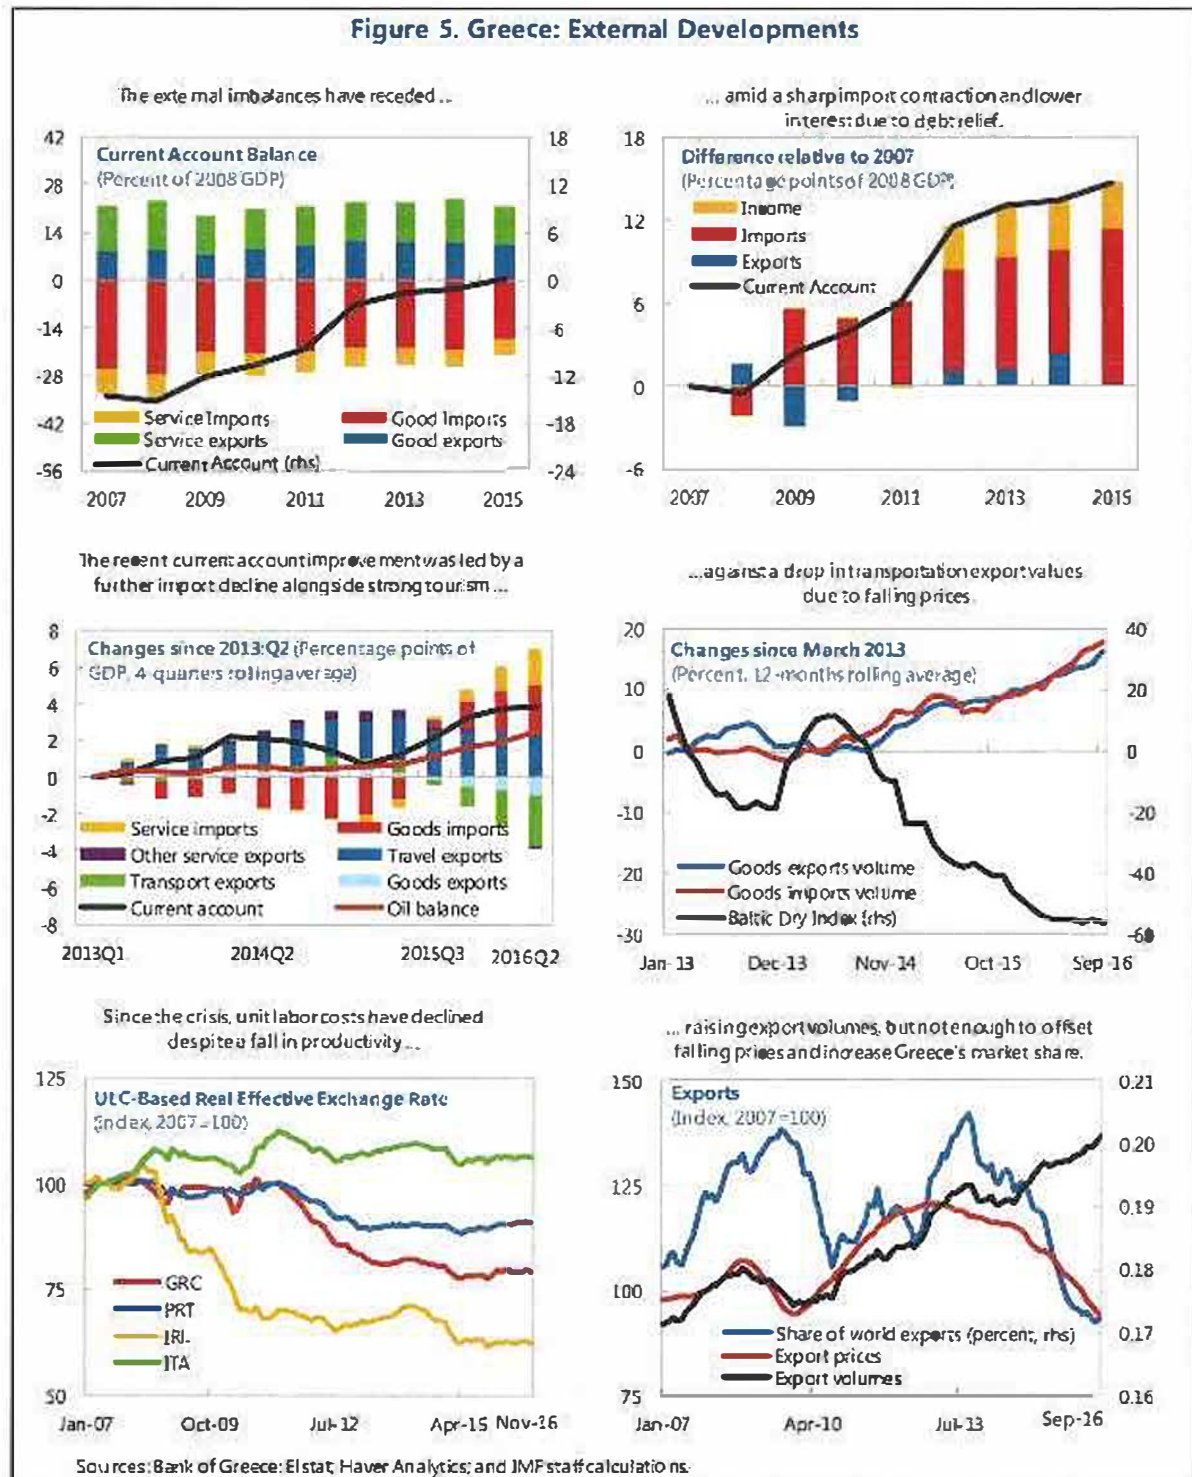 Figure 5. Greece: External Developments
The external imbalances have receded ...
42
28
14
0
-14
-28
-42
-56
18
12
6
0
-6
-12
-18
-24
Current Account Balance
(Percent of 2008 GDP)
Service Imports
Good Imports
Service exports
Good exports
Current Account (rhs)
2007
2009
2011
2013
2015
... amid a sharp import contraction and lower
interest due to debt relief.
18
12
6
0
-6
Difference relative to 2007
(Percentage points of 2008 GDP)
Income
Imports
Exports
Current Account
2007
2009
2011
2013
2015
The recent current account improvement was led by a
further import decline alongside strong tourism ...
8
6
4
2
0
-2
-4
-6
-8
Changes since 2013:Q2 (Percentage points of
GDP, 4-quarters rolling average)
Service imports
Goods imports
Other service exports
Travel exports
Transport exports
Goods exports
Current account
Oil balance
2013Q1
2014Q2
2015Q3
2016Q2
...against a drop in transportation export values
due to falling prices.
20
10
0
-10
-20
-30
40
20
0
-20
-40
-60
Changes since March 2013
(Percent, 12-months rolling average)
Goods exports volume
Goods imports volume
Baltic Dry Index (rhs)
Jan-13
Dec-13
Nov-14
Oct-15
Sep-16
Since the crisis, unit labor costs have declined
despite a fall in productivity ...
125
100
75
50
ULC-Based Real Effective Exchange Rate
(Index, 2007=100)
GRC
PRT
IRL
ITA
Jan-07
Oct-09
Jul-12
Apr-15
Nov-16
... raising export volumes, but not enough to offset
falling prices and increase Greece's market share.
150
125
100
75
0.21
0.20
0.19
0.18
0.17
0.16
Exports
(Index, 2007=100)
Share of world exports (percent, rhs)
Export prices
Export volumes
Jan-07
Apr-10
Jul-13
Sep-16
Sources: Bank of Greece: Elstat; Haver Analytics; and IMF staff calculations.